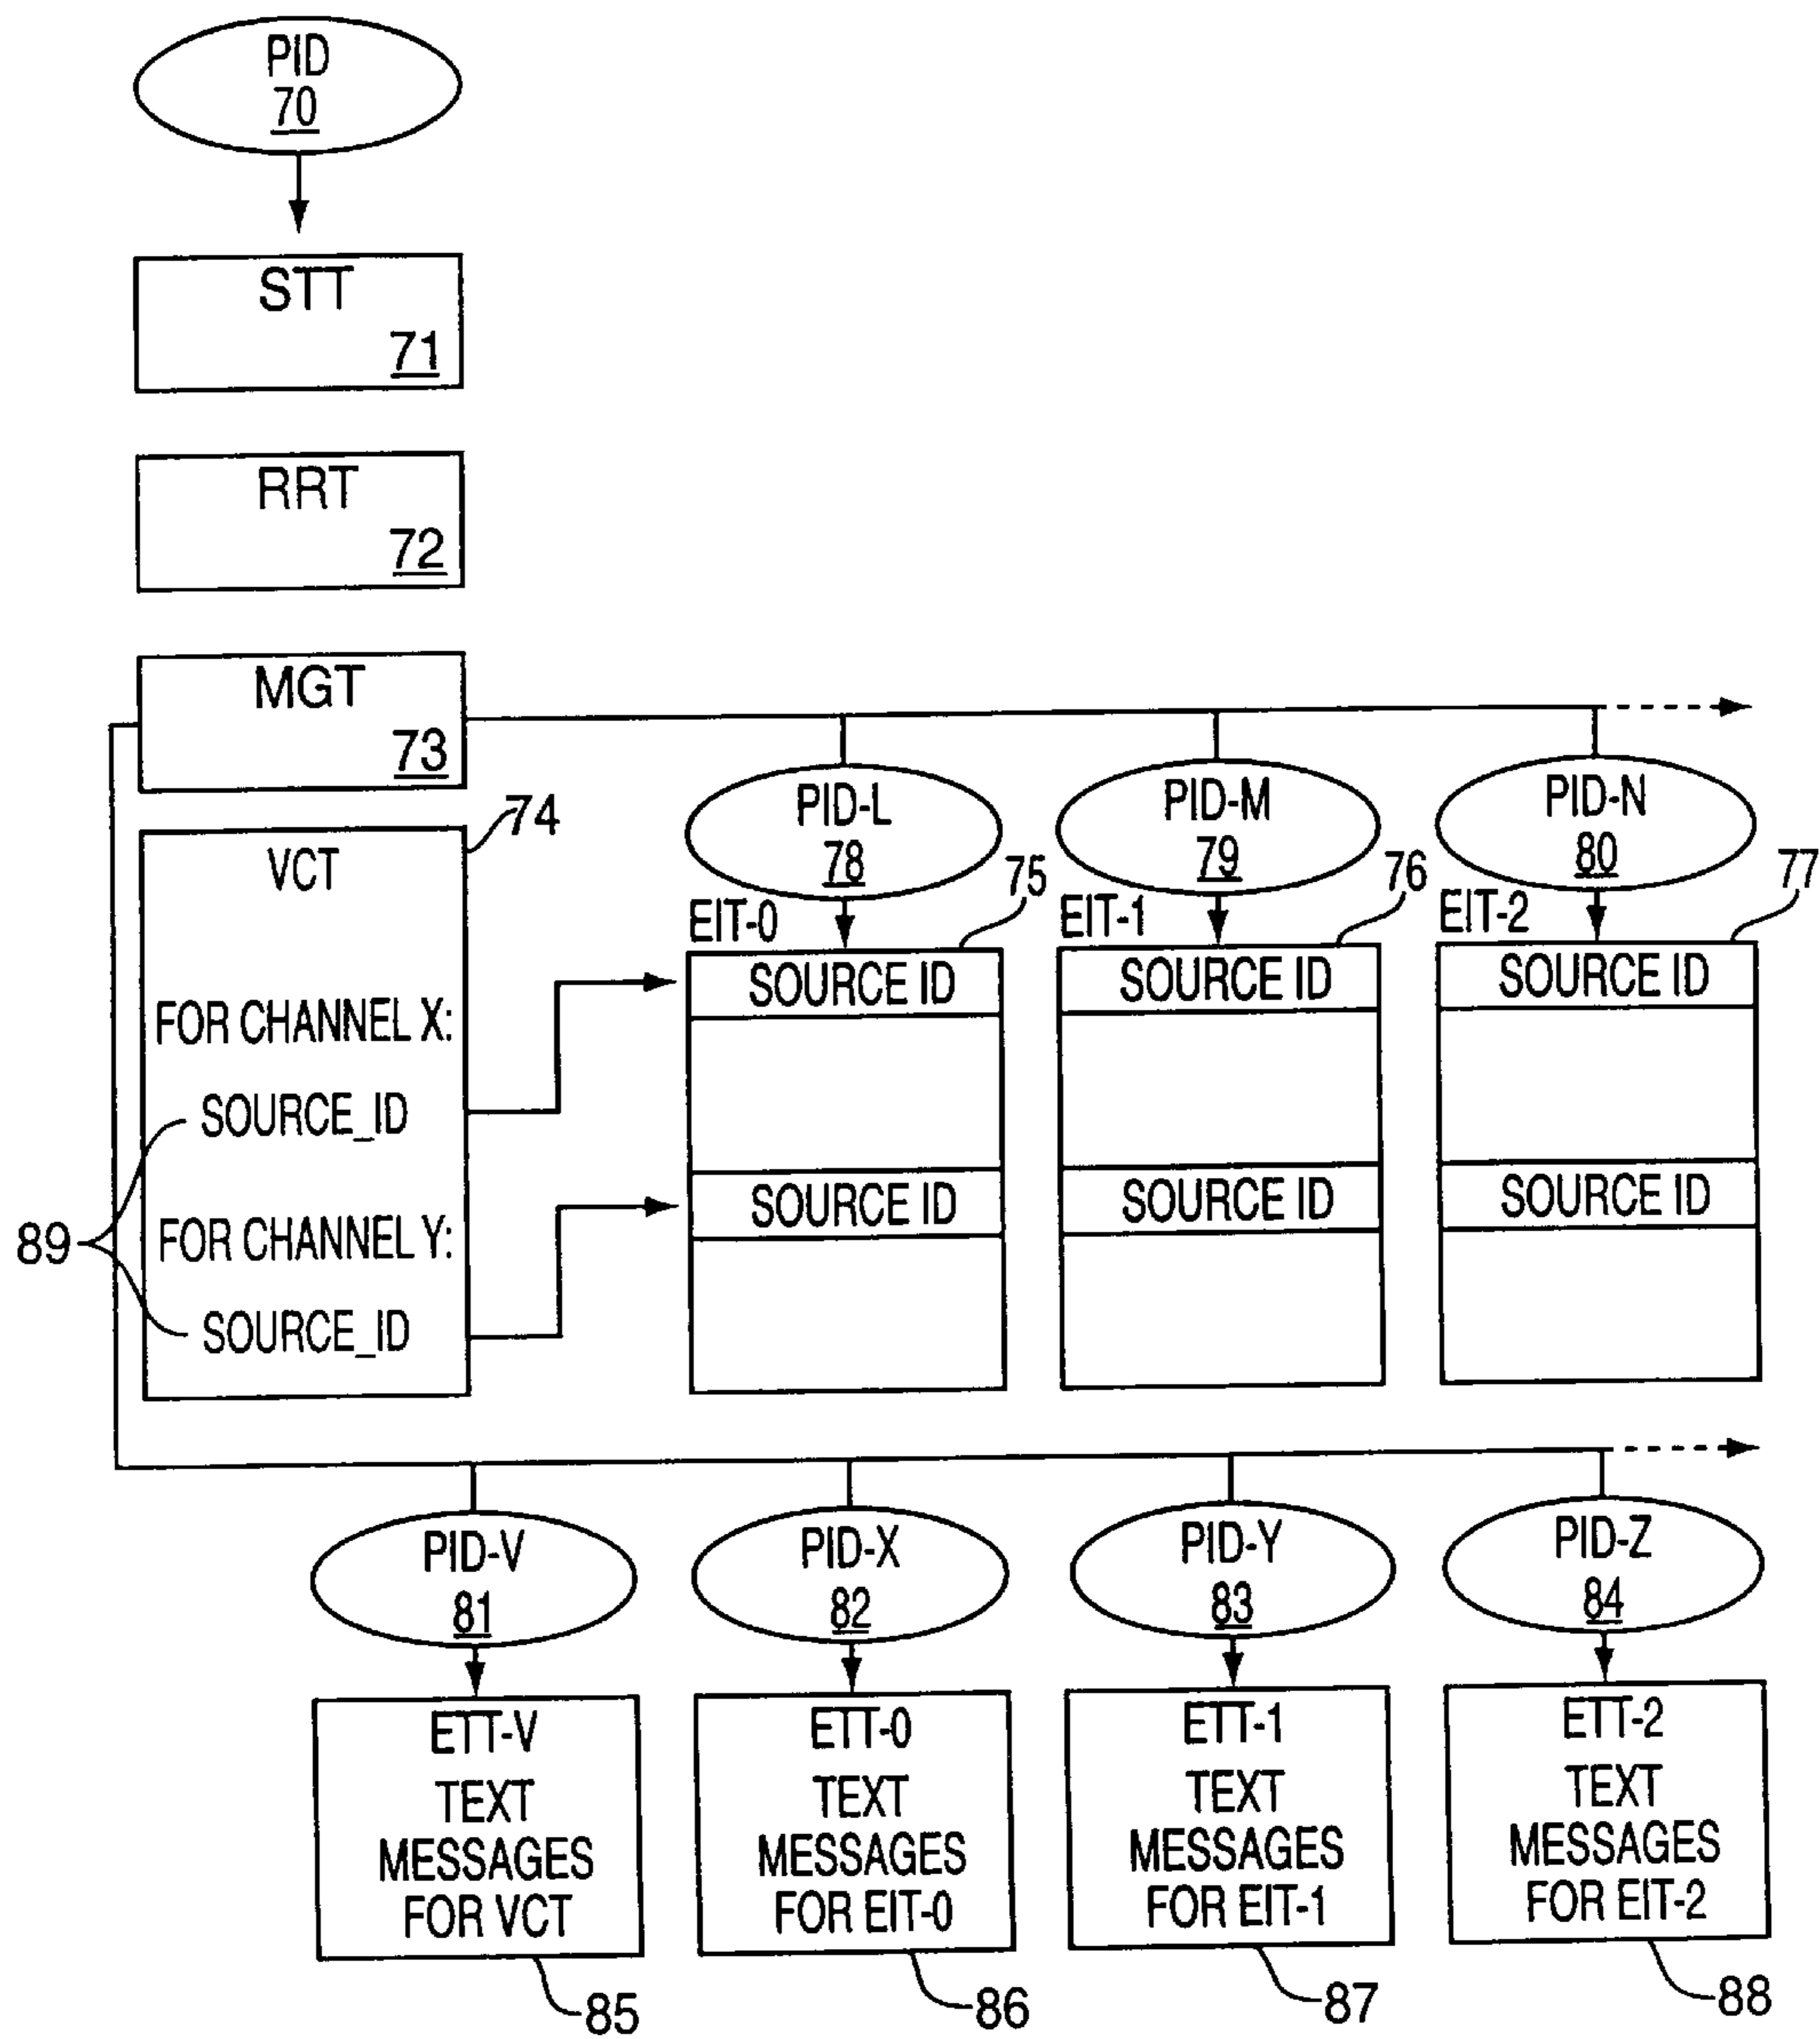 PID
70
STT
71
RRT
72
MGT
73
74
VCT
FOR CHANNEL X:
SOURCE_ID
FOR CHANNEL Y:
SOURCE_ID
89
PID-L
78
PID-M
79
PID-N
80
EIT-0
75
EIT-1
76
EIT-2
77
SOURCE ID
SOURCE ID
SOURCE ID
SOURCE ID
SOURCE ID
SOURCE ID
PID-V
81
PID-X
82
PID-Y
83
PID-Z
84
ETT-V
TEXT
MESSAGES
FOR VCT
85
ETT-0
TEXT
MESSAGES
FOR EIT-0
86
ETT-1
TEXT
MESSAGES
FOR EIT-1
87
ETT-2
TEXT
MESSAGES
FOR EIT-2
88